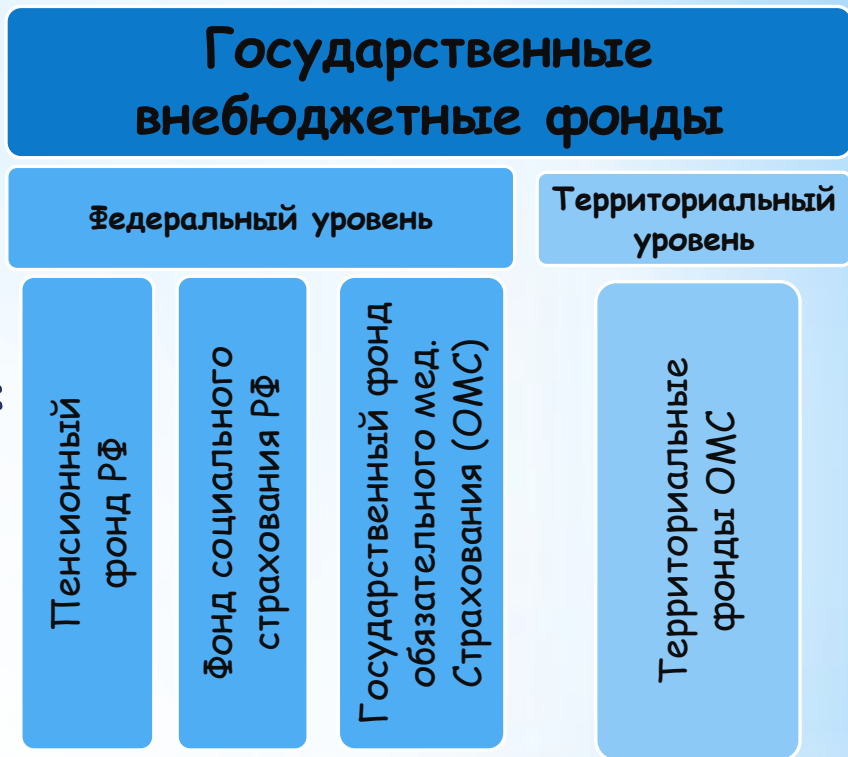 Государственные
внебюджетные фонды
Федеральный уровень
Территориальный
уровень
Пенсионный
фонд РФ
Фонд социального
страхования РФ
Государственный фонд
обязательного мед.
Страхования (ОМС)
Территориальные
фонды ОМС